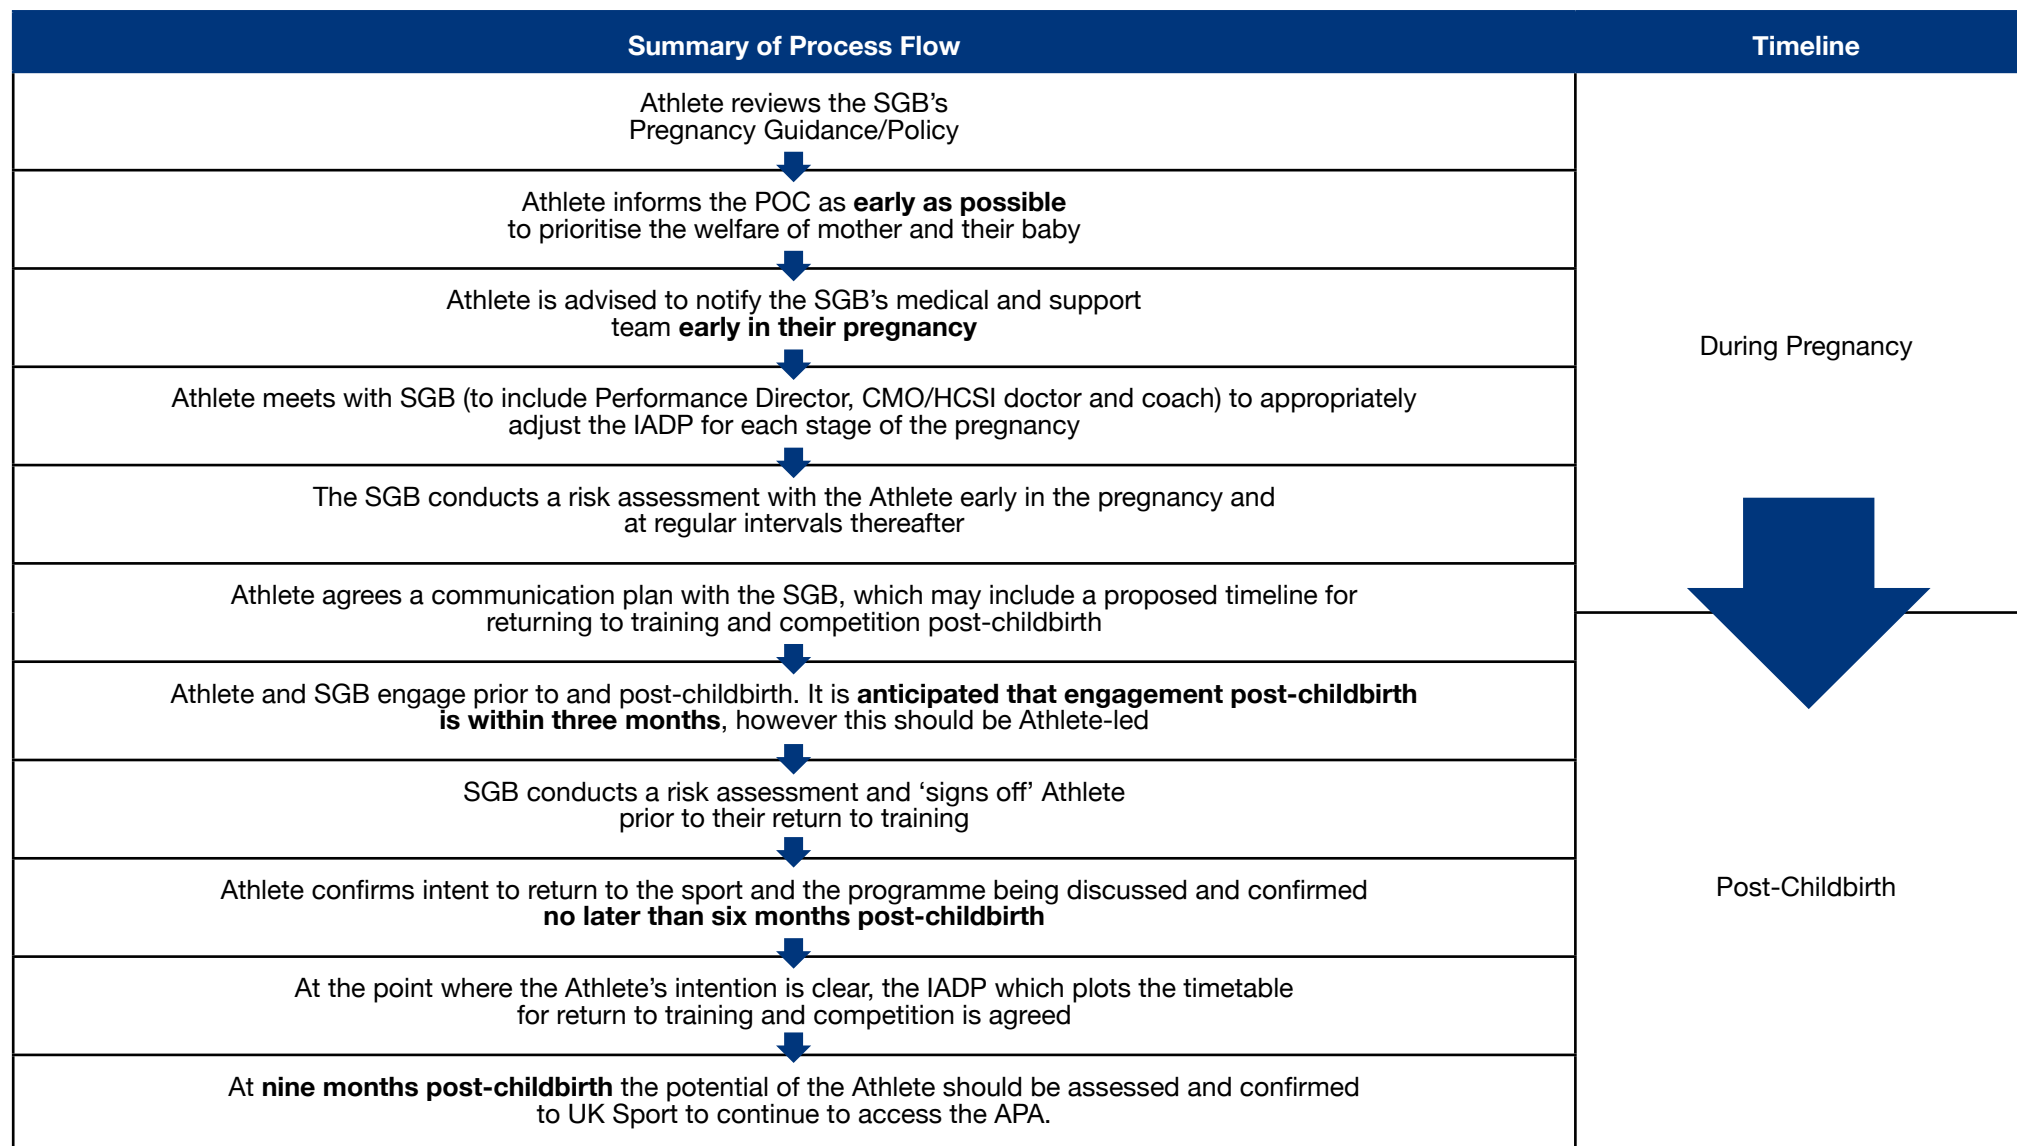 Summary of Process Flow
Timeline
Athlete reviews the SGB’s
Pregnancy Guidance/Policy
Athlete informs the POC as early as possible
to prioritise the welfare of mother and their baby
Athlete is advised to notify the SGB’s medical and support
team early in their pregnancy
Athlete meets with SGB (to include Performance Director, CMO/HCSI doctor and coach) to appropriately
adjust the IADP for each stage of the pregnancy
The SGB conducts a risk assessment with the Athlete early in the pregnancy and
at regular intervals thereafter
Athlete agrees a communication plan with the SGB, which may include a proposed timeline for
returning to training and competition post-childbirth
Athlete and SGB engage prior to and post-childbirth. It is anticipated that engagement post-childbirth
is within three months, however this should be Athlete-led
SGB conducts a risk assessment and ‘signs off’ Athlete
prior to their return to training
Athlete confirms intent to return to the sport and the programme being discussed and confirmed
no later than six months post-childbirth
At the point where the Athlete’s intention is clear, the IADP which plots the timetable
for return to training and competition is agreed
At nine months post-childbirth the potential of the Athlete should be assessed and confirmed
to UK Sport to continue to access the APA.
During Pregnancy
Post-Childbirth